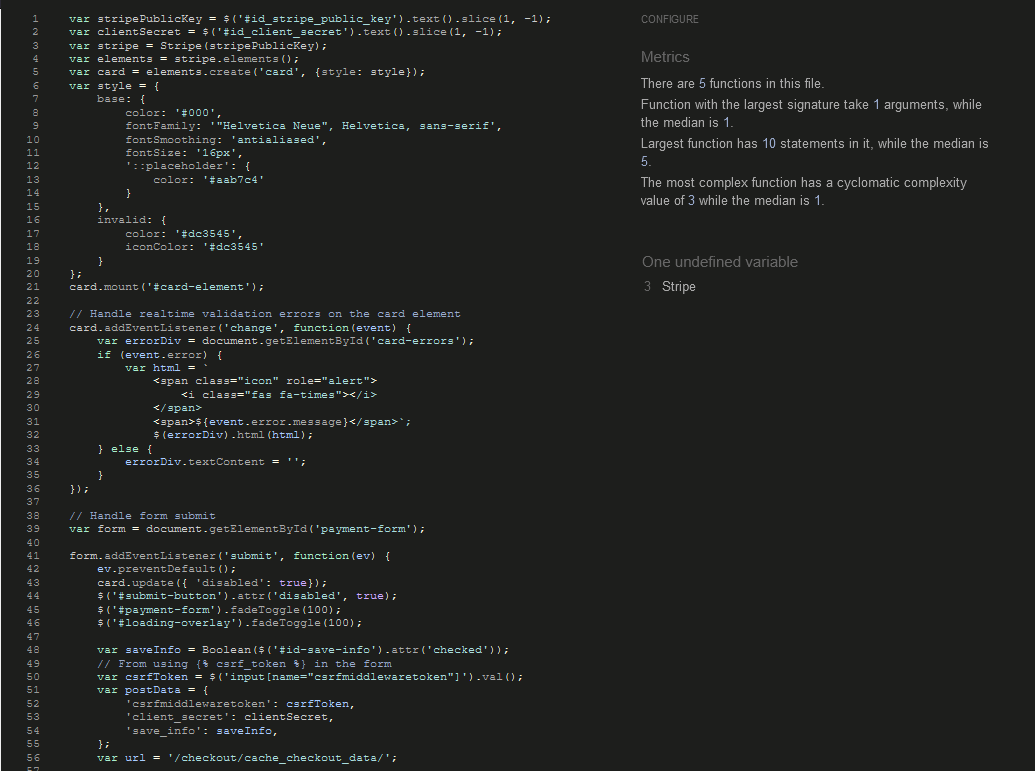 1 var stripePublicKey = $('#id_stripe_public_key').text().slice(1, -1);
2 var clientSecret = $('#id_client_secret').text().slice(1, -1);
3 var stripe = Stripe(stripePublicKey);
4 var elements = stripe.elements();
5 var card = elements.create('card', {style: style});
6 var style = {
7     base: {
8         color: '#000',
9         fontFamily: '"Helvetica Neue", Helvetica, sans-serif',
10         fontSmoothing: 'antialiased',
11         fontSize: '16px',
12         '::placeholder': {
13             color: '#aab7c4'
14         }
15     },
16     invalid: {
17         color: '#dc3545',
18         iconColor: '#dc3545'
19     }
20 };
21 card.mount('#card-element');
22
23 // Handle realtime validation errors on the card element
24 card.addEventListener('change', function(event) {
25     var errorDiv = document.getElementById('card-errors');
26     if (event.error) {
27         var html = `
28             <span class="icon" role="alert">
29                 <i class="fas fa-times"></i>
30             </span>
31             <span>${event.error.message}</span>`;
32             $(errorDiv).html(html);
33     } else {
34         errorDiv.textContent = '';
35     }
36 });
37
38 // Handle form submit
39 var form = document.getElementById('payment-form');
40
41 form.addEventListener('submit', function(ev) {
42     ev.preventDefault();
43     card.update({ 'disabled': true});
44     $('#submit-button').attr('disabled', true);
45     $('#payment-form').fadeToggle(100);
46     $('#loading-overlay').fadeToggle(100);
47
48     var saveInfo = Boolean($('#id-save-info').attr('checked'));
49     // From using {% csrf_token %} in the form
50     var csrfToken = $('input[name="csrfmiddlewaretoken"]').val();
51     var postData = {
52         'csrfmiddlewaretoken': csrfToken,
53         'client_secret': clientSecret,
54         'save_info': saveInfo,
55     };
56     var url = '/checkout/cache_checkout_data/';
57
CONFIGURE
Metrics
There are 5 functions in this file.
Function with the largest signature take 1 arguments, while
the median is 1.
Largest function has 10 statements in it, while the median is
5.
The most complex function has a cyclomatic complexity
value of 3 while the median is 1.
One undefined variable
3 Stripe